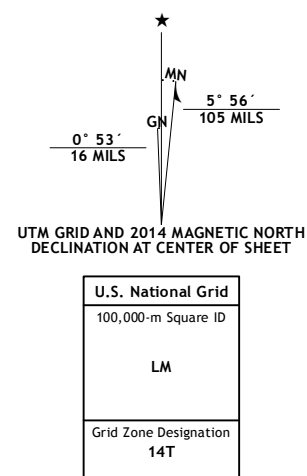 ★
MN
5° 56´
105 MILS
GN
0° 53´
16 MILS
UTM GRID AND 2014 MAGNETIC NORTH
DECLINATION AT CENTER OF SHEET
U.S. National Grid
100,000-m Square ID
LM
Grid Zone Designation
14T